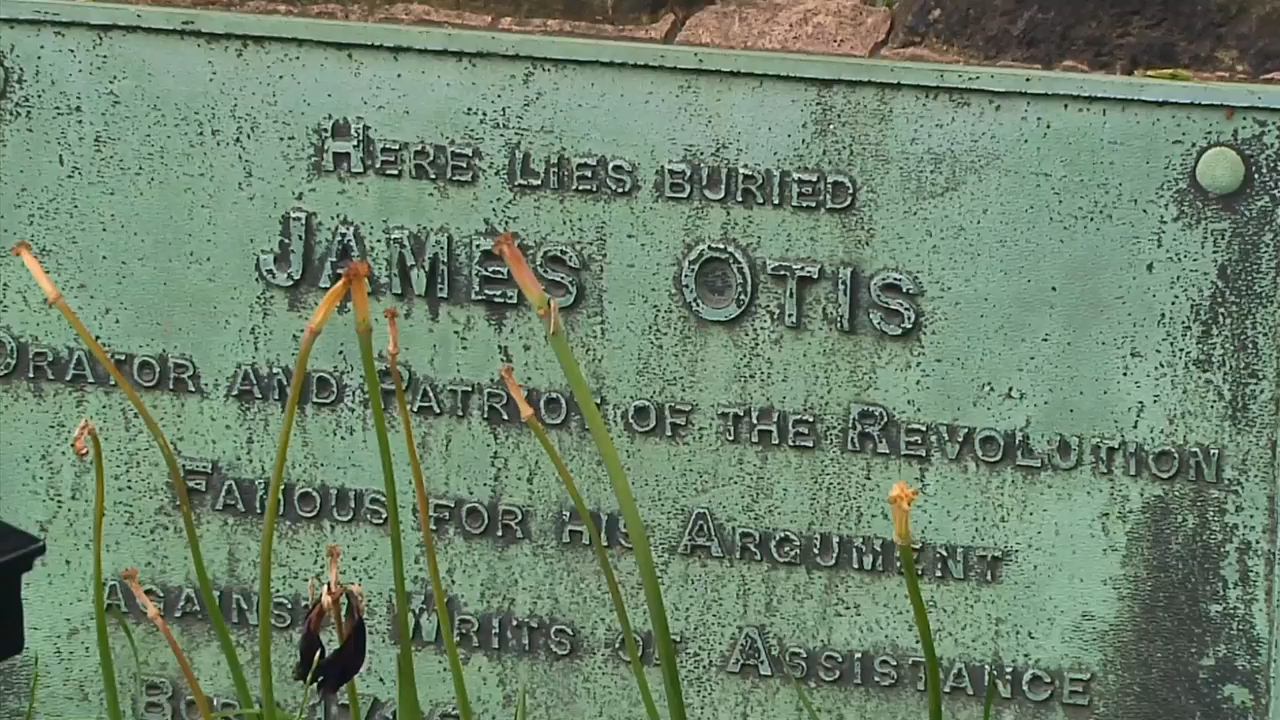 HERE LIES BURIED
JAMES OTIS
ORATOR AND PATRIOT OF THE REVOLUTION
FAMOUS FOR HIS ARGUMENT
AGAINST WRITS OF ASSISTANCE
BORN